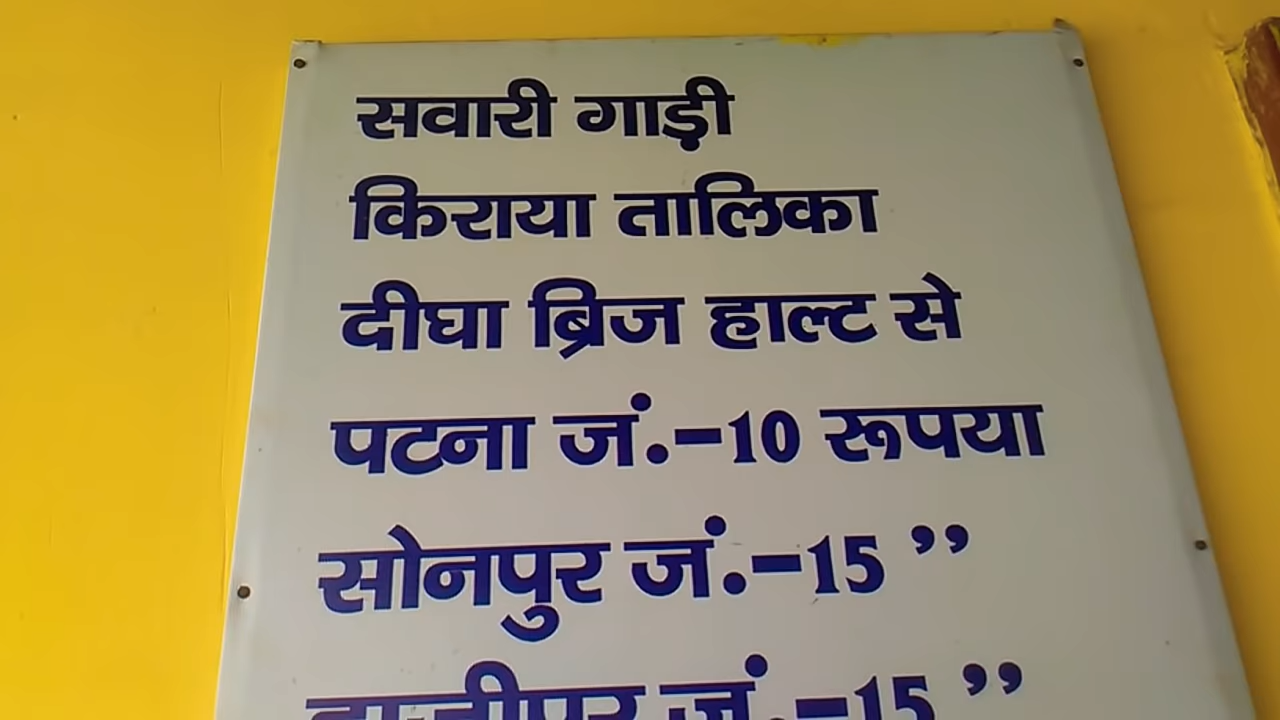 सवारी गाड़ी
किराया तालिका
दीघा ब्रिज हाल्ट से
पटना जं.-10 रूपया
सोनपुर जं.-15 ”
हाजीपुर जं.-15 ”